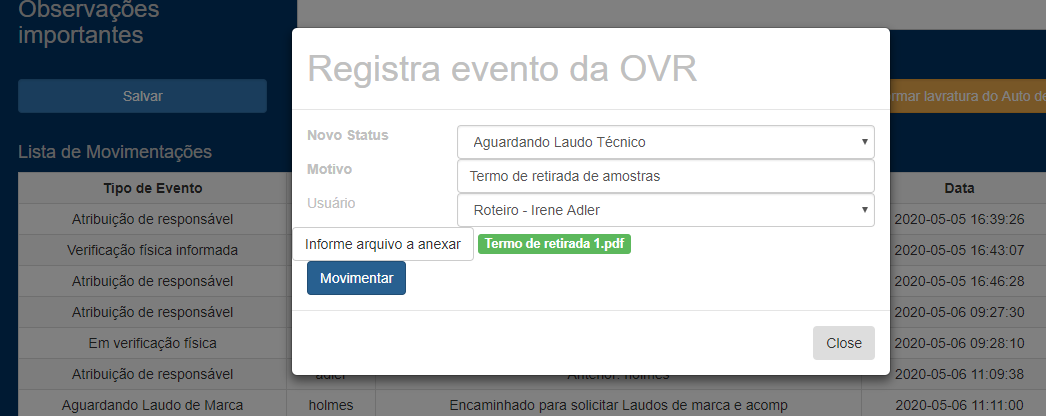 Observações
importantes
Salvar
rmar lavratura do Auto de
Lista de Movimentações
Registra evento da OVR
Novo Status Aguardando Laudo Técnico
Motivo Termo de retirada de amostras
Usuário Roteiro - Irene Adler
Informe arquivo a anexar Termo de retirada 1.pdf
Movimentar
Close
Tipo de Evento Data
Atribuição de responsável 2020-05-05 16:39:26
Verificação física informada 2020-05-05 16:43:07
Atribuição de responsável 2020-05-05 16:46:28
Atribuição de responsável 2020-05-06 09:27:30
Em verificação física 2020-05-06 09:28:10
Atribuição de responsável adler Anterior: holmes 2020-05-06 11:09:38
Aguardando Laudo de Marca holmes Encaminhado para solicitar Laudos de marca e acomp 2020-05-06 11:11:00